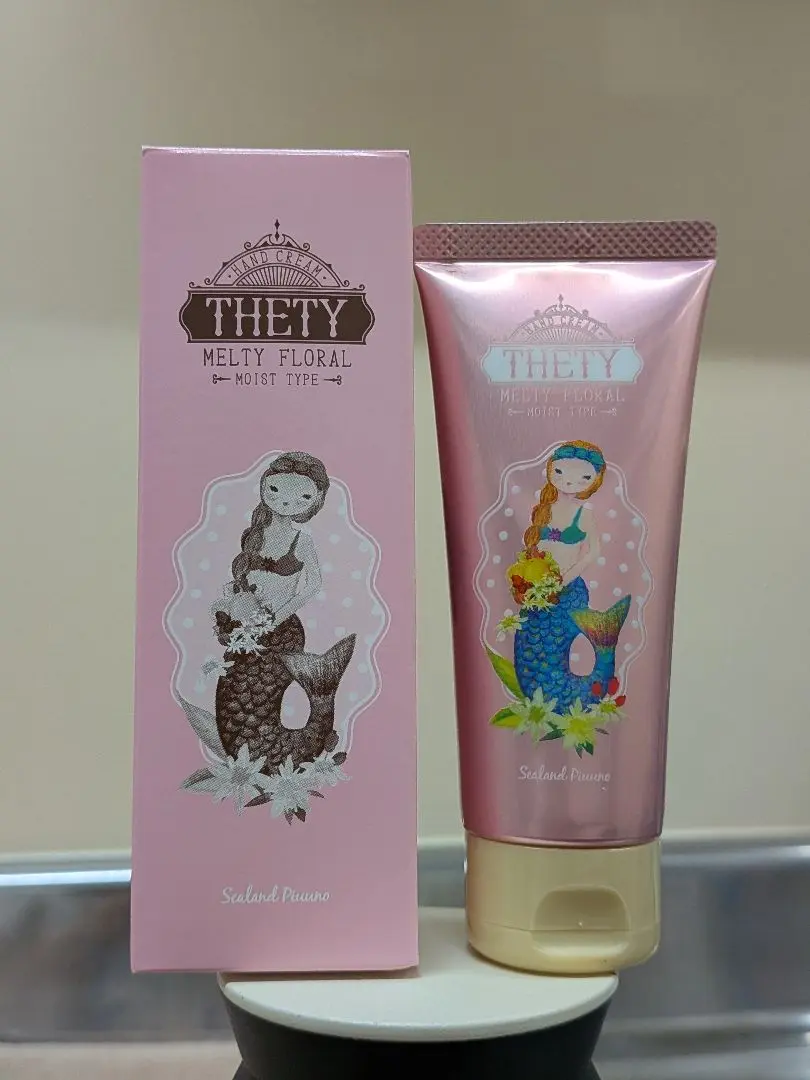 HAND CREAM
THETY
MELTY FLORAL
MOIST TYPE
Sealand Piuuno
HAND CREAM
THETY
MELTY FLORAL
MOIST TYPE
Sealand Piuuno